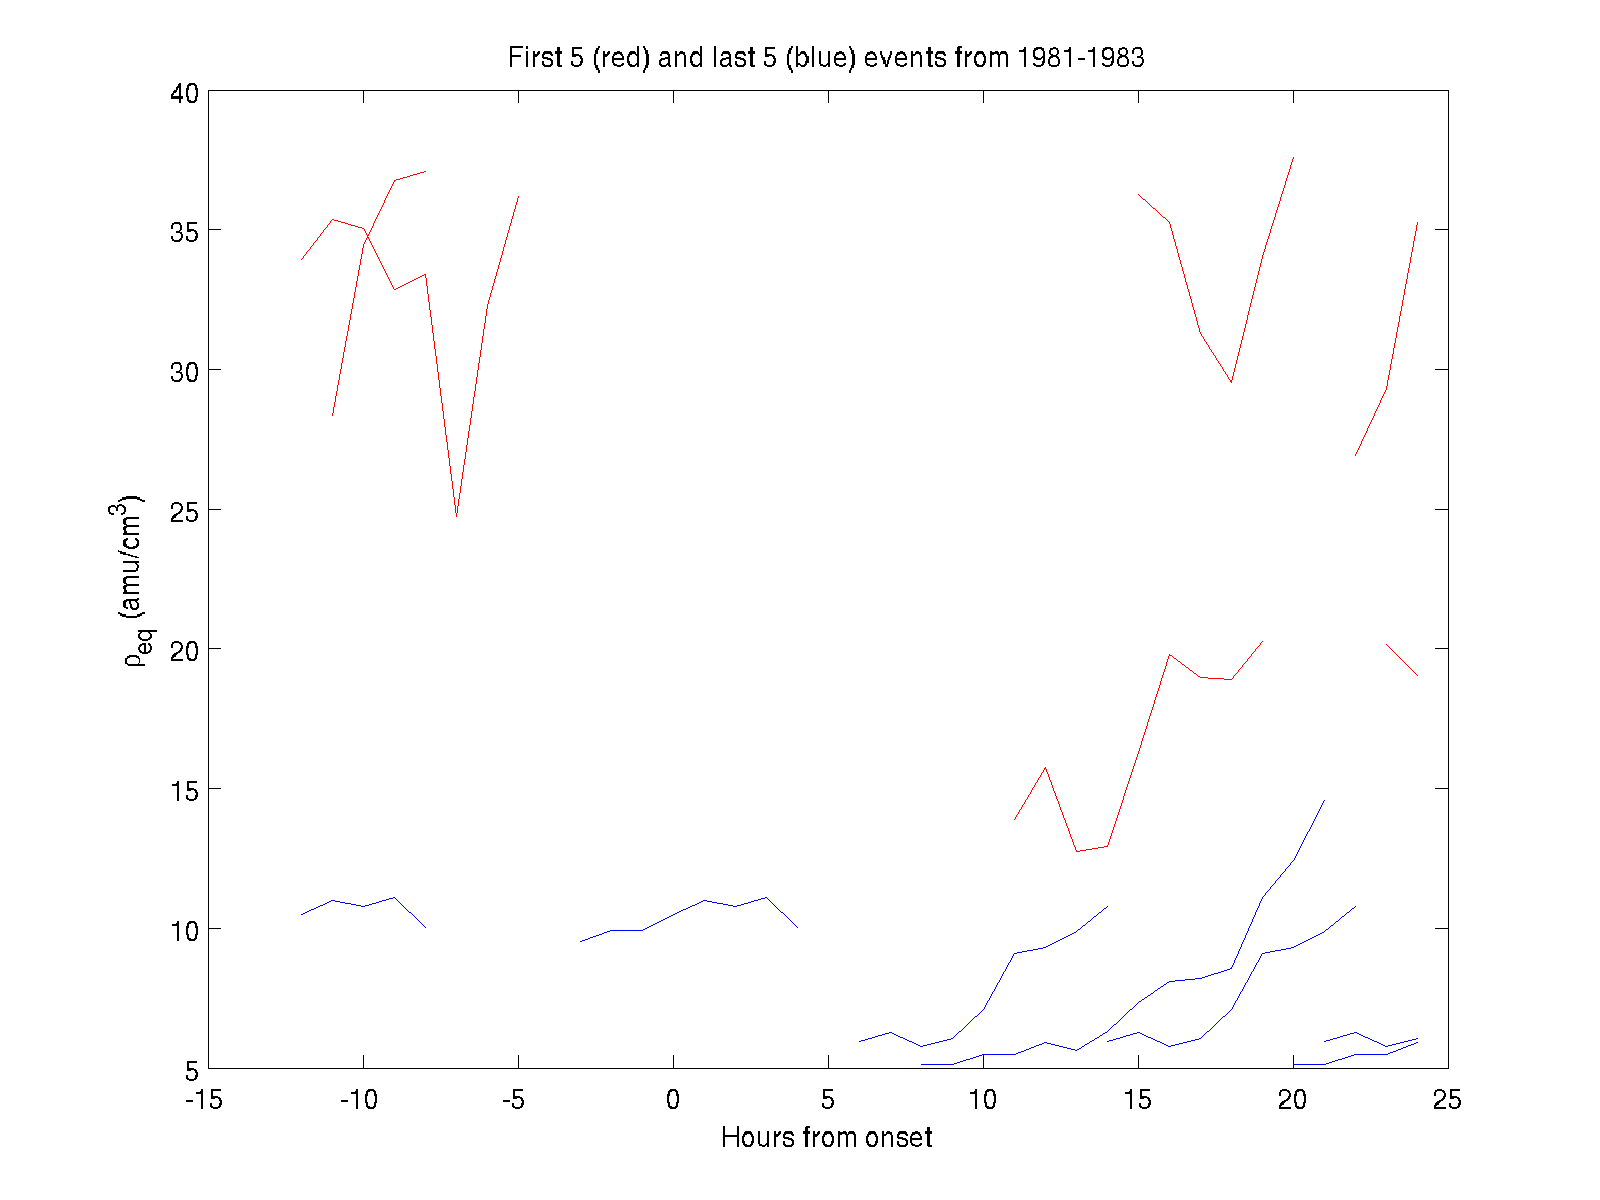 First 5 (red) and last 5 (blue) events from 1981-1983
40
35
30
25
20
15
10
5
ρeq (amu/cm³)
-15 -10 -5 0 5 10 15 20 25
Hours from onset